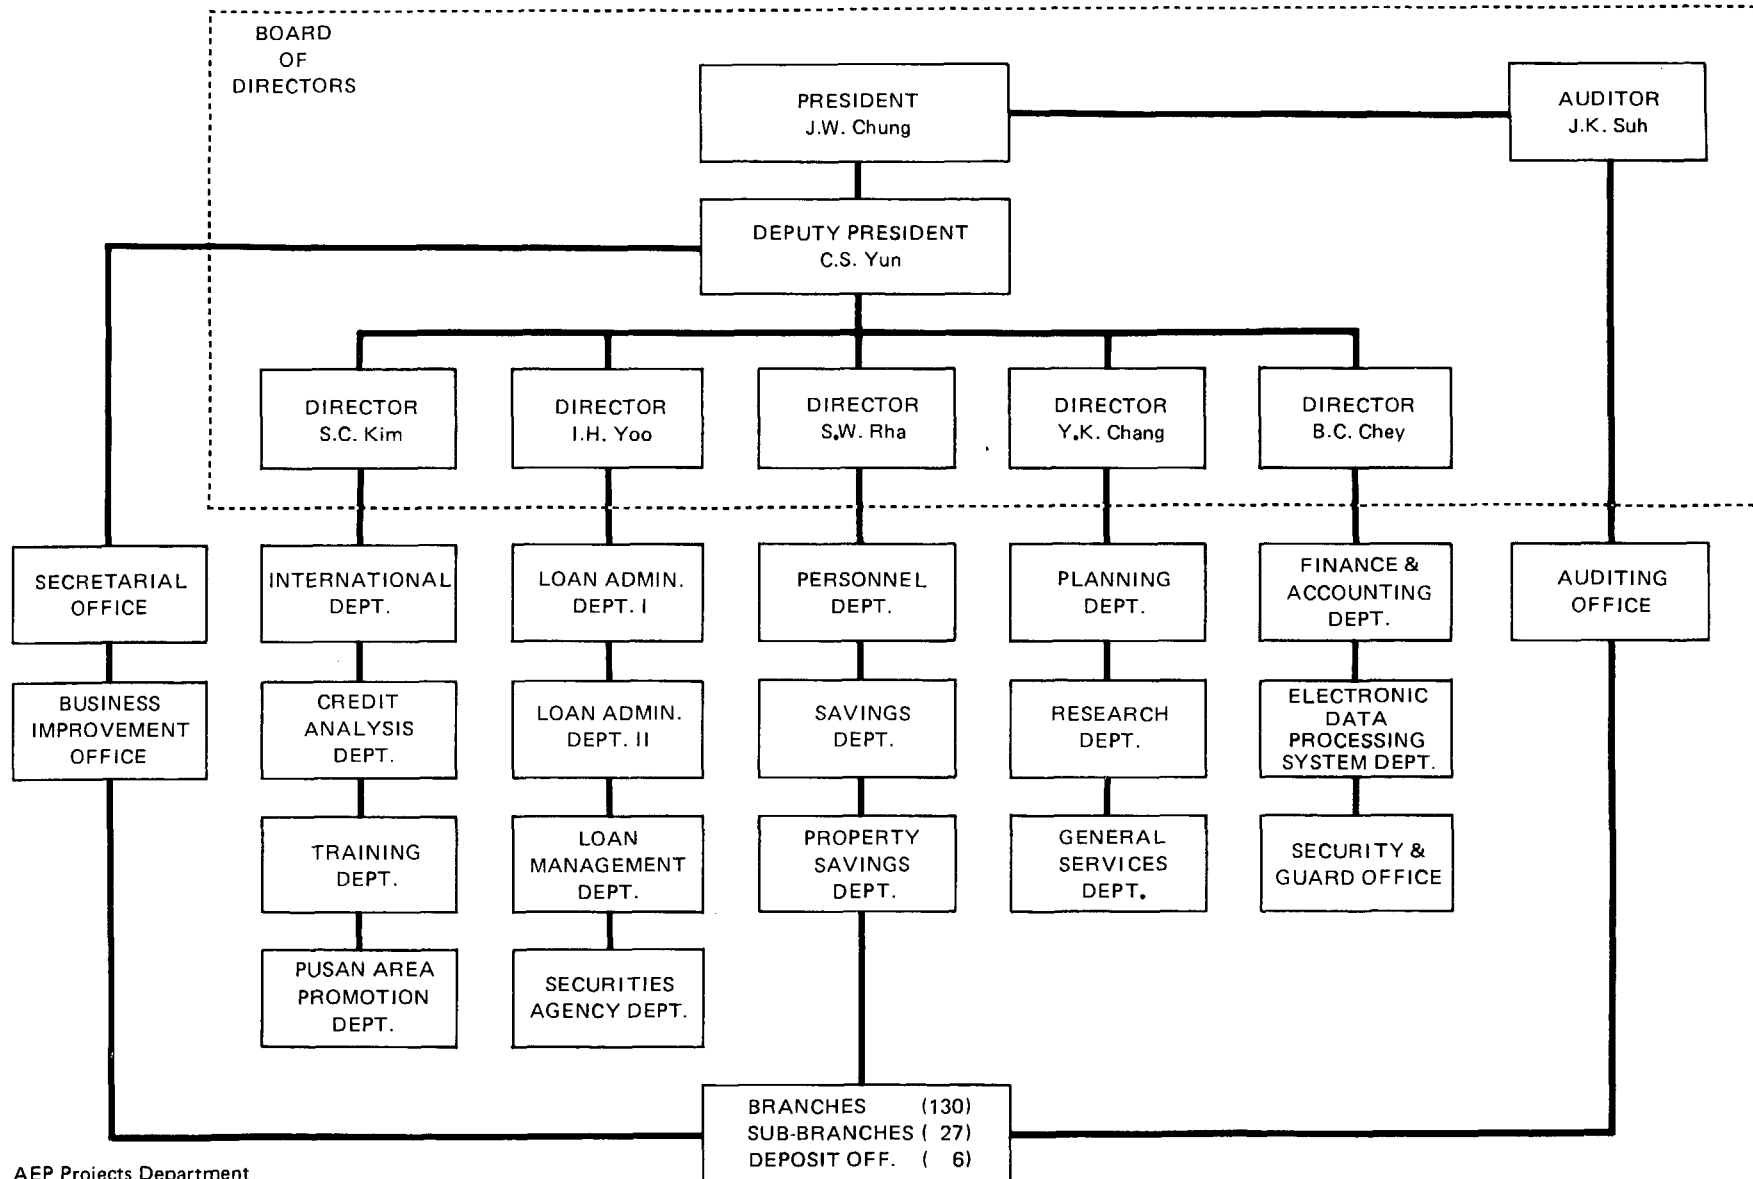 BOARD
OF
DIRECTORS
PRESIDENT
J.W. Chung
AUDITOR
J.K. Suh
DEPUTY PRESIDENT
C.S. Yun
DIRECTOR
S.C. Kim
DIRECTOR
I.H. Yoo
DIRECTOR
S.W. Rha
DIRECTOR
Y.K. Chang
DIRECTOR
B.C. Chey
SECRETARIAL
OFFICE
INTERNATIONAL
DEPT.
LOAN ADMIN.
DEPT. I
PERSONNEL
DEPT.
PLANNING
DEPT.
FINANCE &
ACCOUNTING
DEPT.
AUDITING
OFFICE
BUSINESS
IMPROVEMENT
OFFICE
CREDIT
ANALYSIS
DEPT.
LOAN ADMIN.
DEPT. II
SAVINGS
DEPT.
RESEARCH
DEPT.
ELECTRONIC
DATA
PROCESSING
SYSTEM DEPT.
TRAINING
DEPT.
LOAN
MANAGEMENT
DEPT.
PROPERTY
SAVINGS
DEPT.
GENERAL
SERVICES
DEPT.
SECURITY &
GUARD OFFICE
PUSAN AREA
PROMOTION
DEPT.
SECURITIES
AGENCY DEPT.
BRANCHES (130)
SUB-BRANCHES ( 27)
DEPOSIT OFF. ( 6)
AEP Projects Department